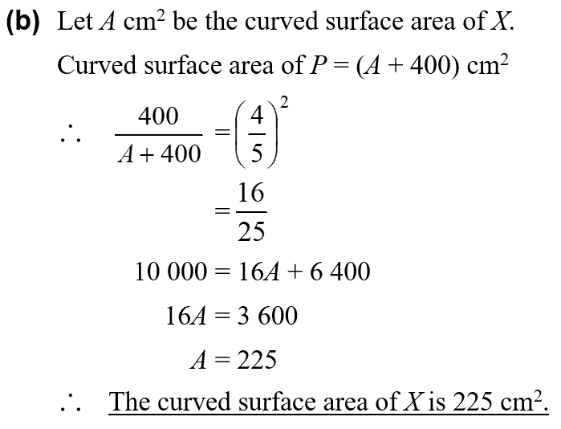 (b) Let A cm² be the curved surface area of X.
Curved surface area of P = (A + 400) cm²
∴ 400/(A + 400) = (4/5)²
= 16/25
10 000 = 16A + 6 400
16A = 3 600
A = 225
∴ The curved surface area of X is 225 cm².